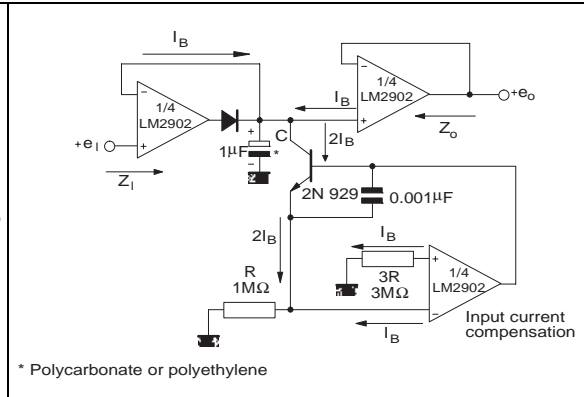 I_B
1/4
LM2902
+e_I
Z_I
1µF
*
C
I_B
2I_B
1/4
LM2902
+e_o
Z_o
2N 929
0.001µF
2I_B
R
1MΩ
I_B
3R
3MΩ
1/4
LM2902
I_B
Input current
compensation
* Polycarbonate or polyethylene